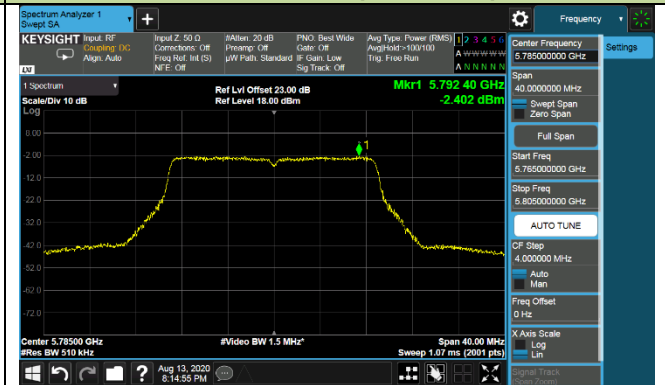 Spectrum Analyzer 1
Swept SA
Frequency
KEYSIGHT Input: RF
Coupling: DC
Align: Auto
Input Z: 50 Ω
Corrections: Off
Freq Ref: Int (S)
NFE: Off
#Atten: 20 dB
Preamp: Off
µW Path: Standard
PNO: Best Wide
Gate: Off
IF Gain: Low
Sig Track: Off
Avg Type: Power (RMS)
Avg|Hold:>100/100
Trig: Free Run
1 2 3 4 5 6
A W W W W W
A N N N N N
LXI
1 Spectrum
Scale/Div 10 dB
Log
Ref Lvl Offset 23.00 dB
Ref Level 18.00 dBm
Mkr1 5.792 40 GHz
-2.402 dBm
1
8.00
-2.00
-12.0
-22.0
-32.0
-42.0
-52.0
-62.0
-72.0
Center 5.78500 GHz
#Res BW 510 kHz
#Video BW 1.5 MHz*
Span 40.00 MHz
Sweep 1.07 ms (2001 pts)
Center Frequency
5.785000000 GHz
Settings
Span
40.0000000 MHz
Swept Span
Zero Span
Full Span
Start Freq
5.765000000 GHz
Stop Freq
5.805000000 GHz
AUTO TUNE
CF Step
4.000000 MHz
Auto
Man
Freq Offset
0 Hz
X Axis Scale
Log
Lin
Signal Track
(Span Zoom)
Aug 13, 2020
8:14:55 PM